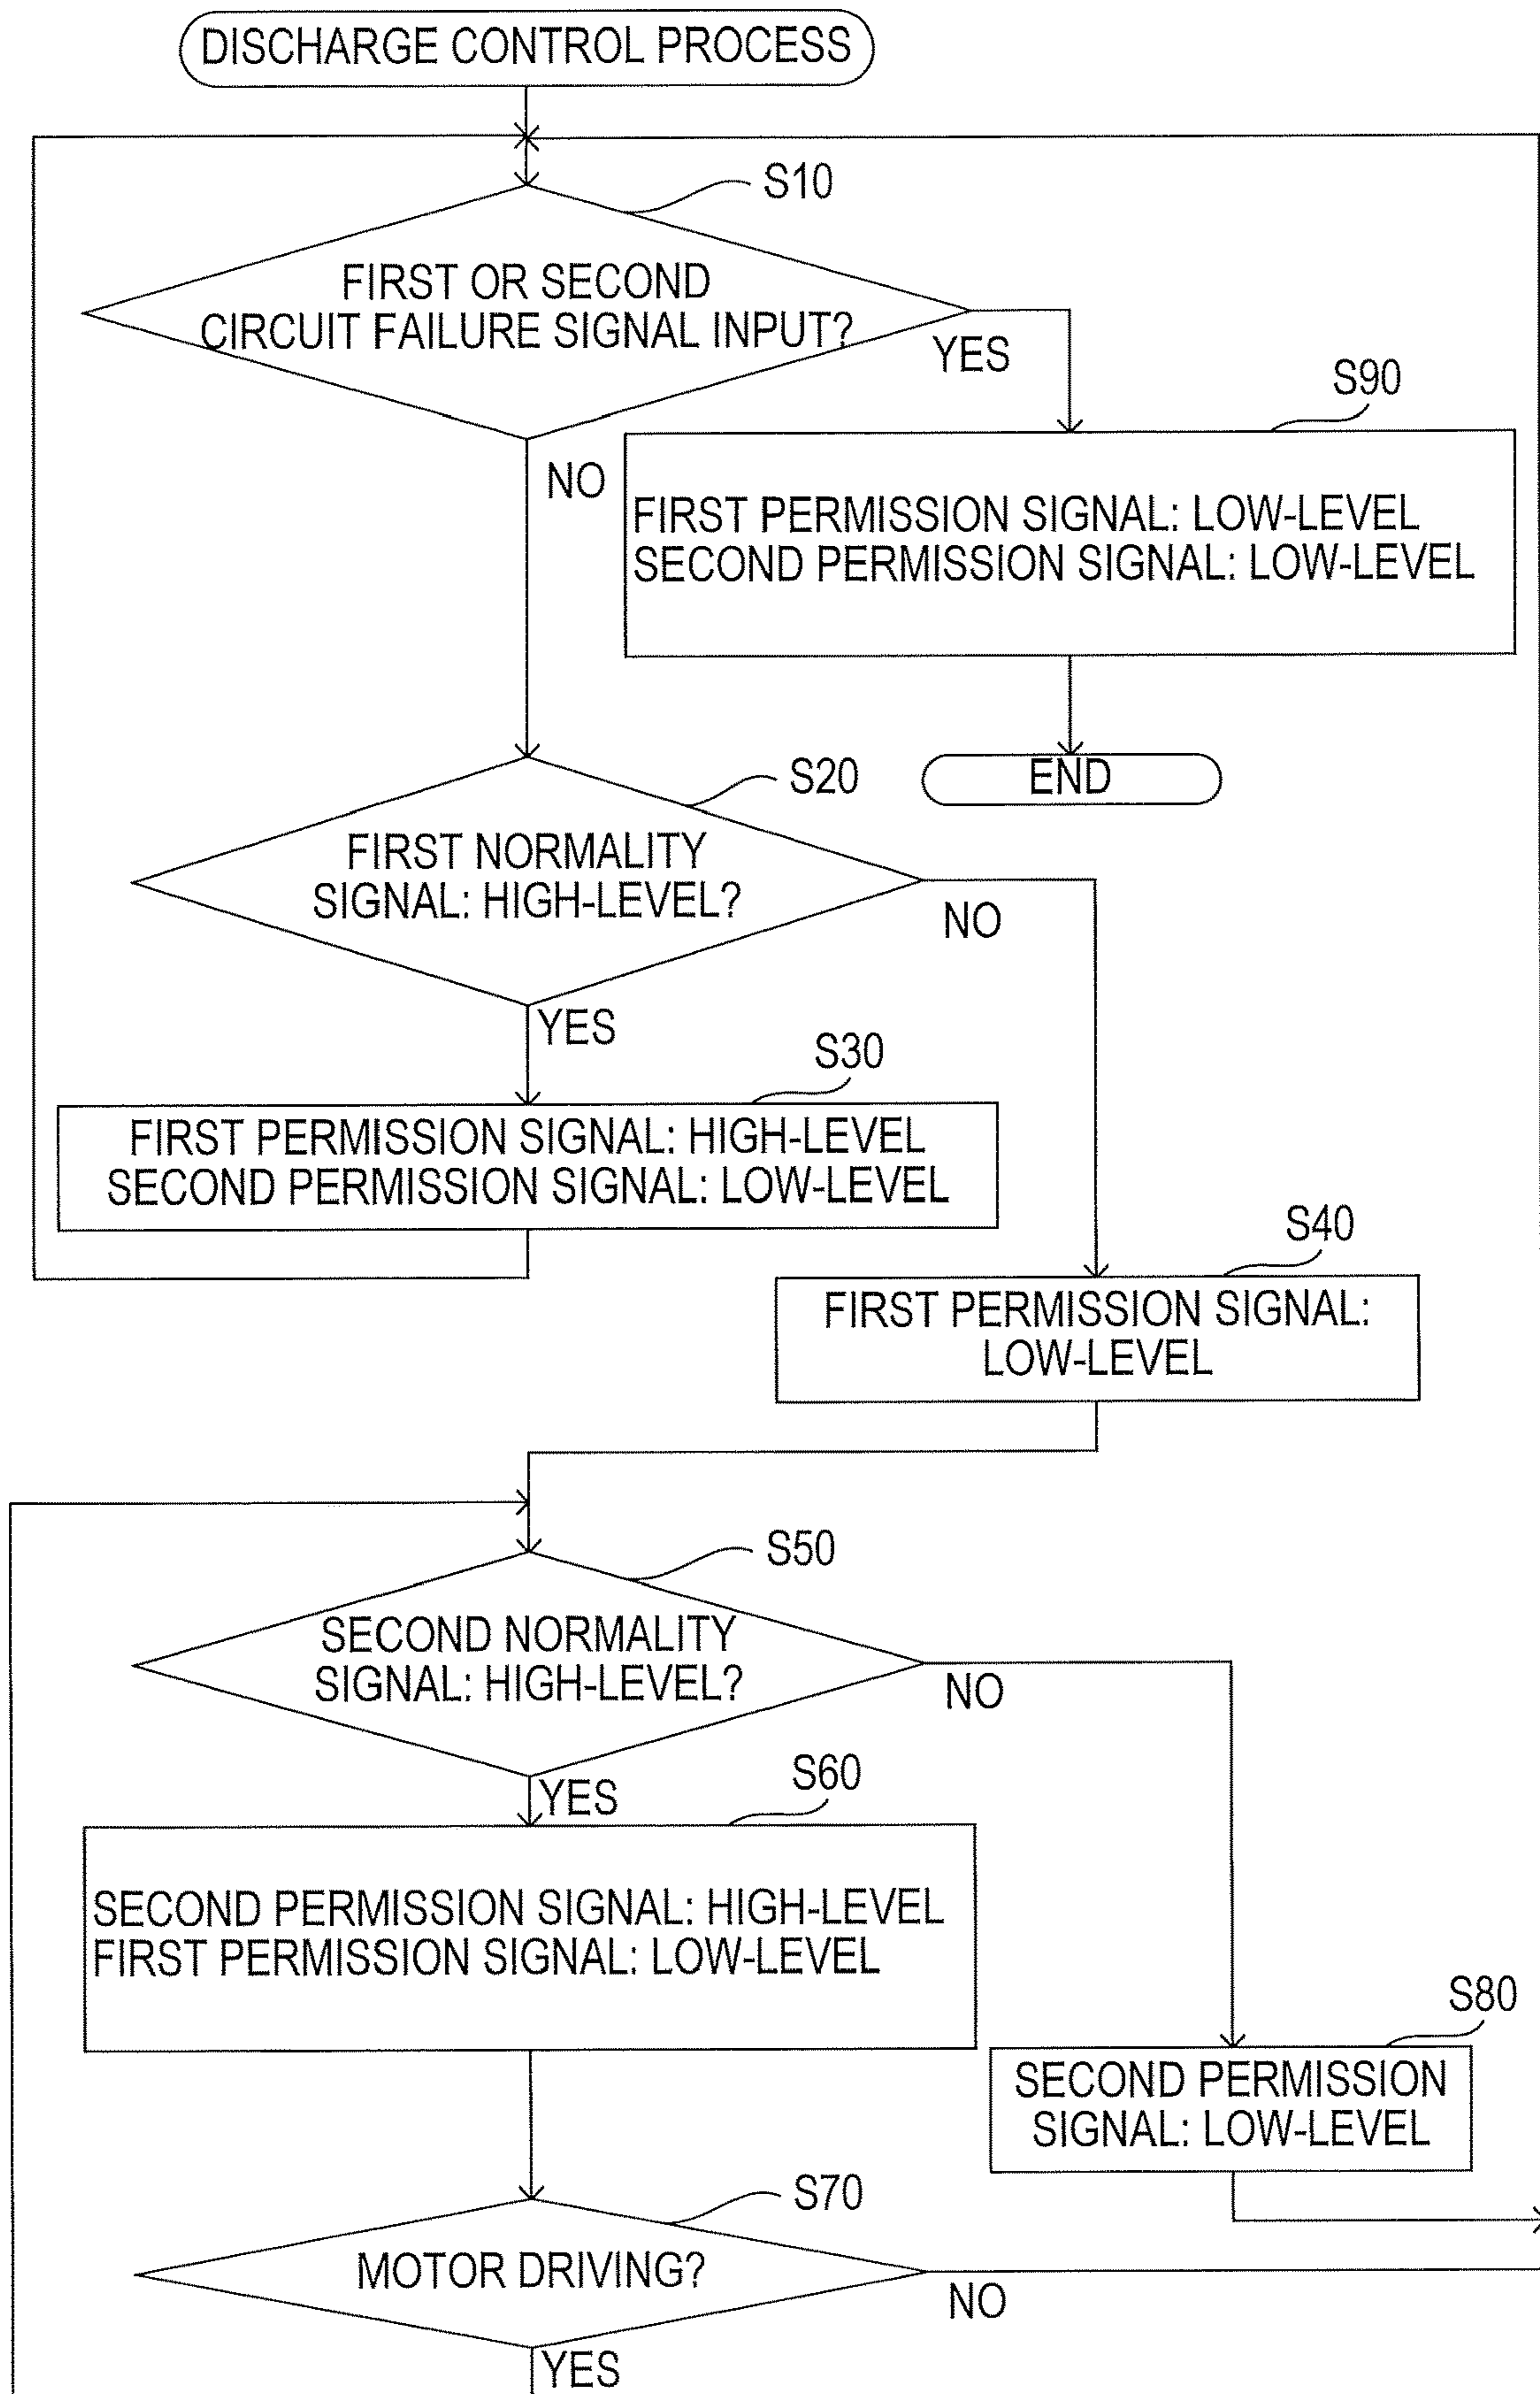 DISCHARGE CONTROL PROCESS
S10
FIRST OR SECOND
CIRCUIT FAILURE SIGNAL INPUT?
YES
NO
S90
FIRST PERMISSION SIGNAL: LOW-LEVEL
SECOND PERMISSION SIGNAL: LOW-LEVEL
END
S20
FIRST NORMALITY
SIGNAL: HIGH-LEVEL?
NO
YES
S30
FIRST PERMISSION SIGNAL: HIGH-LEVEL
SECOND PERMISSION SIGNAL: LOW-LEVEL
S40
FIRST PERMISSION SIGNAL:
LOW-LEVEL
S50
SECOND NORMALITY
SIGNAL: HIGH-LEVEL?
NO
YES
S60
SECOND PERMISSION SIGNAL: HIGH-LEVEL
FIRST PERMISSION SIGNAL: LOW-LEVEL
S80
SECOND PERMISSION
SIGNAL: LOW-LEVEL
S70
MOTOR DRIVING?
NO
YES